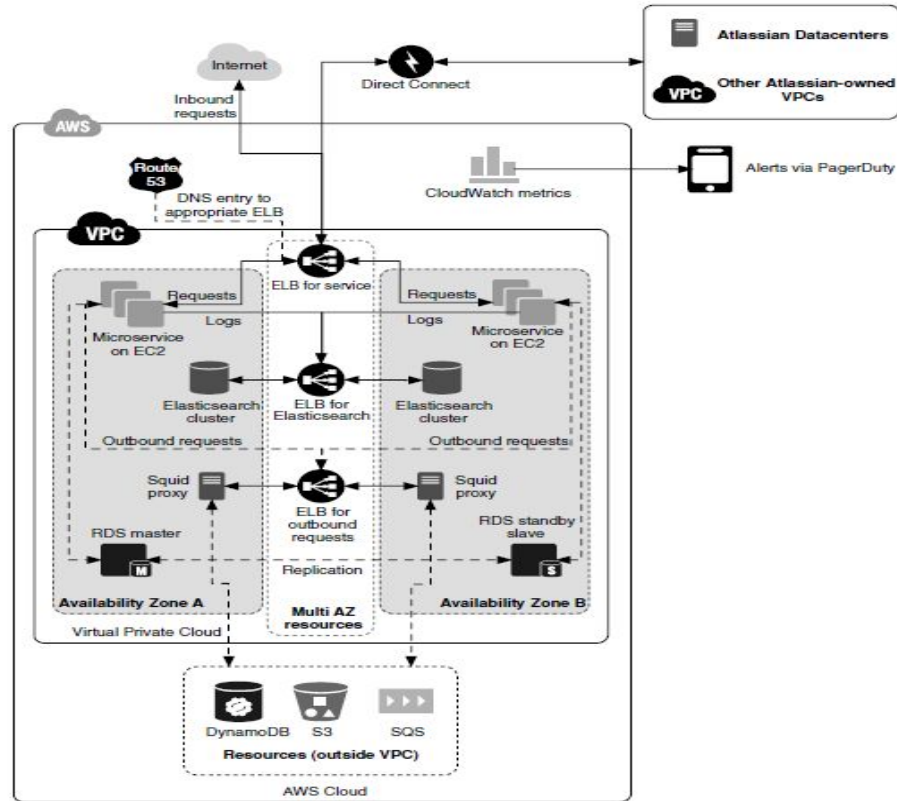 Atlassian Datacenters
VPC
Other Atlassian-owned
VPCs
Internet
Direct Connect
Inbound
requests
AWS
Route
53
DNS entry to
appropriate ELB
CloudWatch metrics
Alerts via PagerDuty
VPC
ELB for service
Requests
Requests
Logs
Logs
Microservice
on EC2
Microservice
on EC2
Elasticsearch
cluster
ELB for
Elasticsearch
Elasticsearch
cluster
Outbound requests
Outbound requests
Squid
proxy
ELB for
outbound
requests
Squid
proxy
RDS master
M
RDS standby
slave
S
Replication
Availability Zone A
Multi AZ
resources
Availability Zone B
Virtual Private Cloud
DynamoDB
S3
SQS
Resources (outside VPC)
AWS Cloud